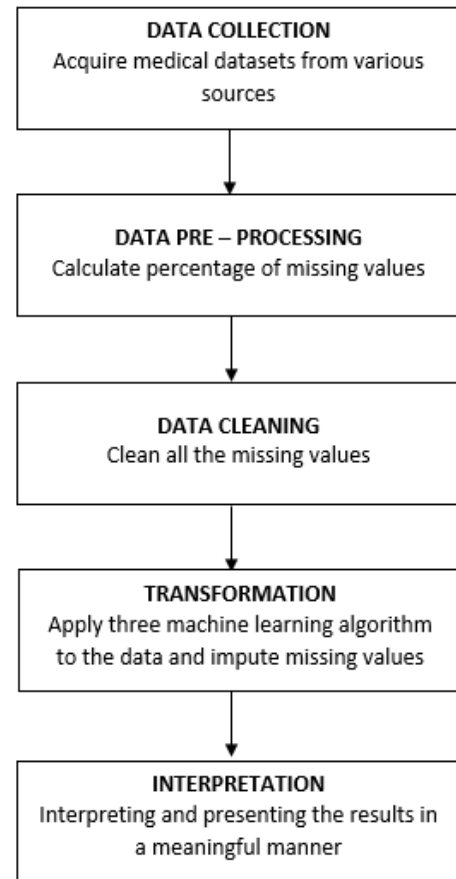 DATA COLLECTION
Acquire medical datasets from various
sources
DATA PRE – PROCESSING
Calculate percentage of missing values
DATA CLEANING
Clean all the missing values
TRANSFORMATION
Apply three machine learning algorithm
to the data and impute missing values
INTERPRETATION
Interpreting and presenting the results in
a meaningful manner